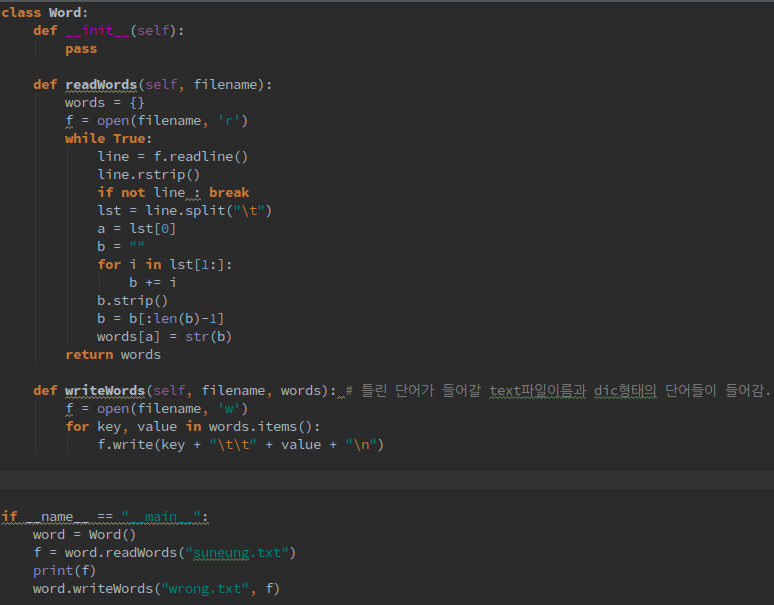 class Word:
    def __init__(self):
        pass

    def readWords(self, filename):
        words = {}
        f = open(filename, 'r')
        while True:
            line = f.readline()
            line.rstrip()
            if not line : break
            lst = line.split("\t")
            a = lst[0]
            b = ""
            for i in lst[1:]:
                b += i
            b.strip()
            b = b[:len(b)-1]
            words[a] = str(b)
        return words

    def writeWords(self, filename, words): # 틀린 단어가 들어갈 text파일이름과 dic형태의 단어들이 들어감.
        f = open(filename, 'w')
        for key, value in words.items():
            f.write(key + "\t\t" + value + "\n")

if __name__ == "__main__":
    word = Word()
    f = word.readWords("suneung.txt")
    print(f)
    word.writeWords("wrong.txt", f)